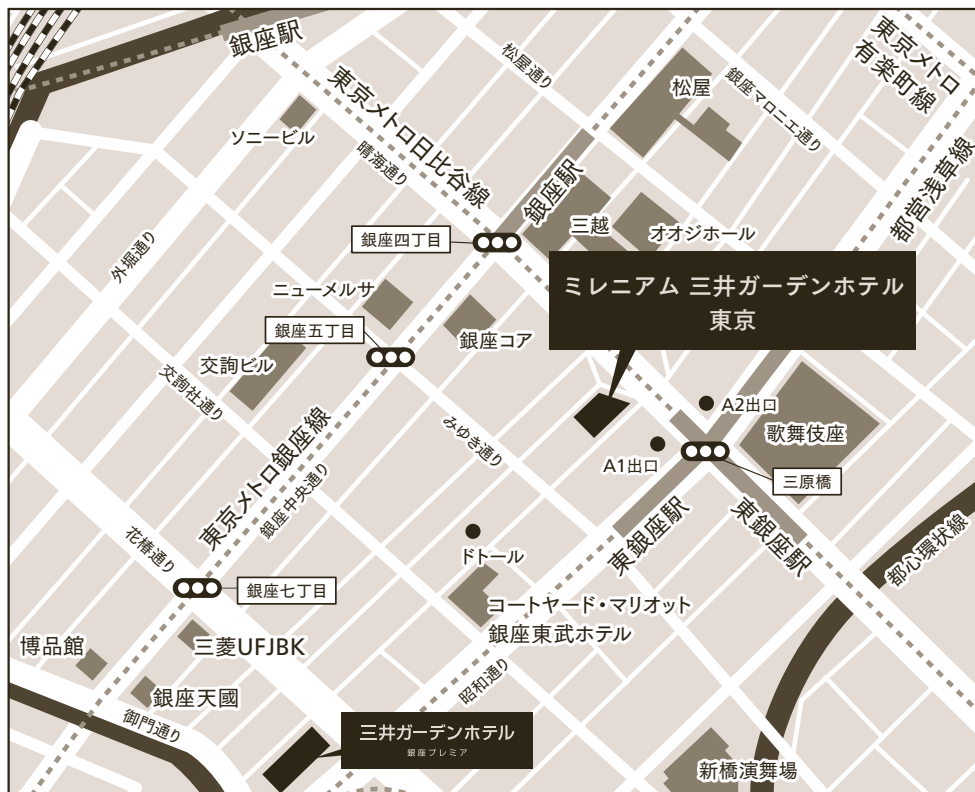 銀座駅
東京メトロ日比谷線
晴海通り
ソニービル
松屋通り
松屋
銀座マロニエ通り
東京メトロ
有楽町線
都営浅草線
銀座駅
三越
オオジホール
外堀通り
銀座四丁目
ミレニアム 三井ガーデンホテル
東京
ニューメルサ
銀座五丁目
銀座コア
交詢ビル
交詢社通り
みゆき通り
A2出口
歌舞伎座
A1出口
三原橋
東京メトロ銀座線
銀座中央通り
花椿通り
ドトール
東銀座駅
東銀座駅
都心環状線
銀座七丁目
コートヤード・マリオット
銀座東武ホテル
博品館
三菱UFJBK
昭和通り
銀座天國
御門通り
三井ガーデンホテル
銀座プレミア
新橋演舞場